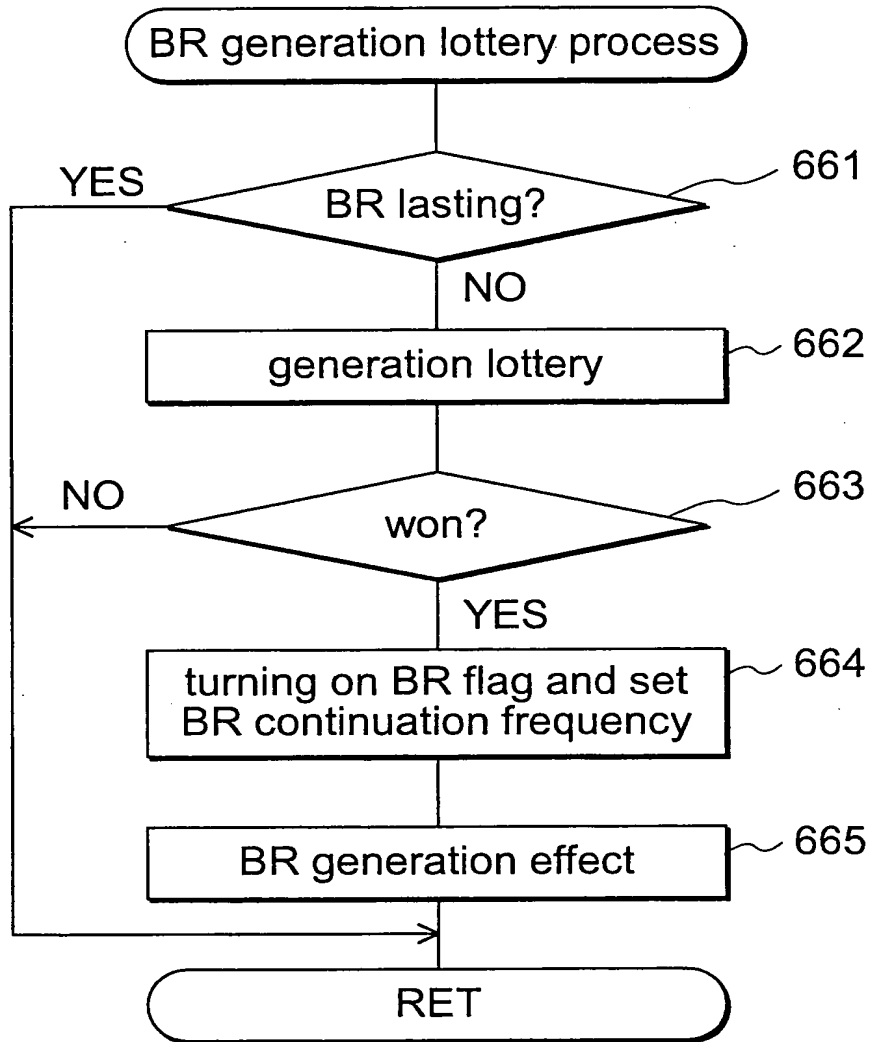 BR generation lottery process
661
YES
BR lasting?
NO
662
generation lottery
663
NO
won?
YES
664
turning on BR flag and set
BR continuation frequency
665
BR generation effect
RET